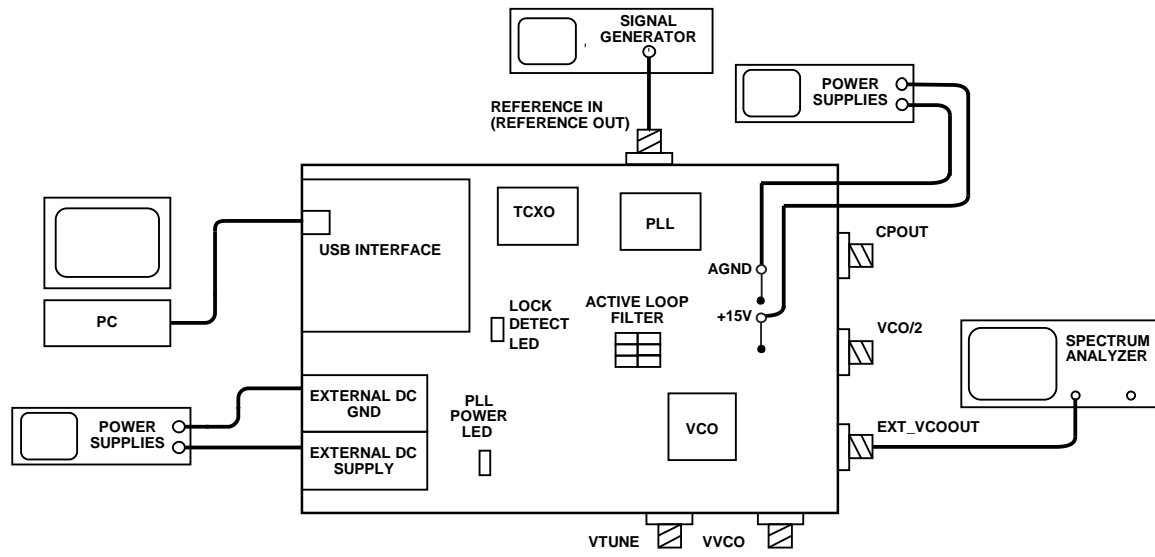 SIGNAL
GENERATOR
POWER
SUPPLIES
REFERENCE IN
(REFERENCE OUT)
TCXO
PLL
USB INTERFACE
CPOUT
AGND
PC
LOCK
DETECT
LED
ACTIVE LOOP
FILTER
+15V
VCO/2
SPECTRUM
ANALYZER
EXTERNAL DC
GND
PLL
POWER
LED
VCO
EXT_VCOOUT
POWER
SUPPLIES
EXTERNAL DC
SUPPLY
VTUNE
VVCO